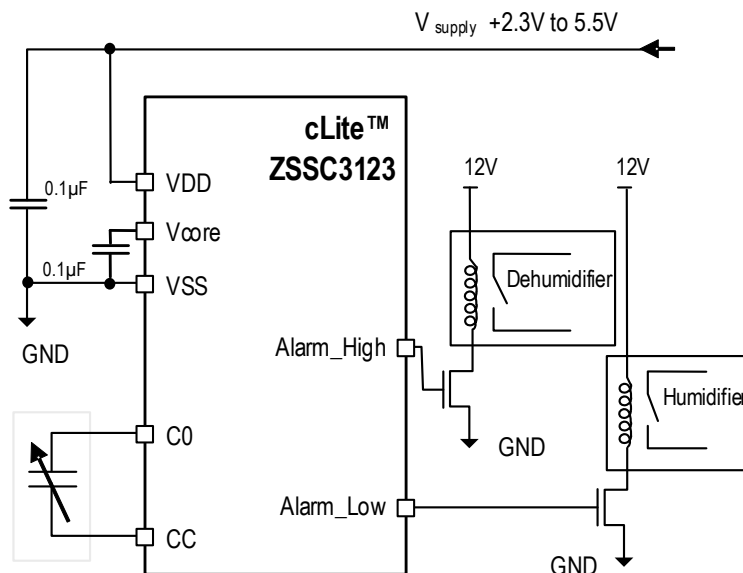 V supply +2.3V to 5.5V
cLite™
ZSSC3123
12V
12V
0.1µF
VDD
Vcore
0.1µF
VSS
Dehumidifier
GND
Alarm_High
Humidifier
GND
C0
Alarm_Low
CC
GND